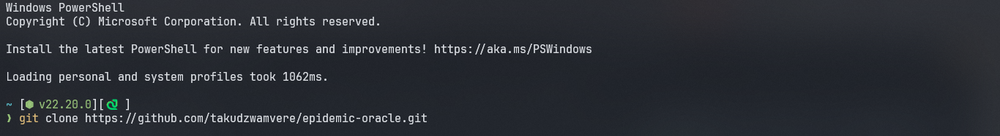 Windows PowerShell
Copyright (C) Microsoft Corporation. All rights reserved.
Install the latest PowerShell for new features and improvements! https://aka.ms/PSWindows
Loading personal and system profiles took 1062ms.
~ [⬢ v22.20.0][ ]
❯ git clone https://github.com/takudzwamvere/epidemic-oracle.git